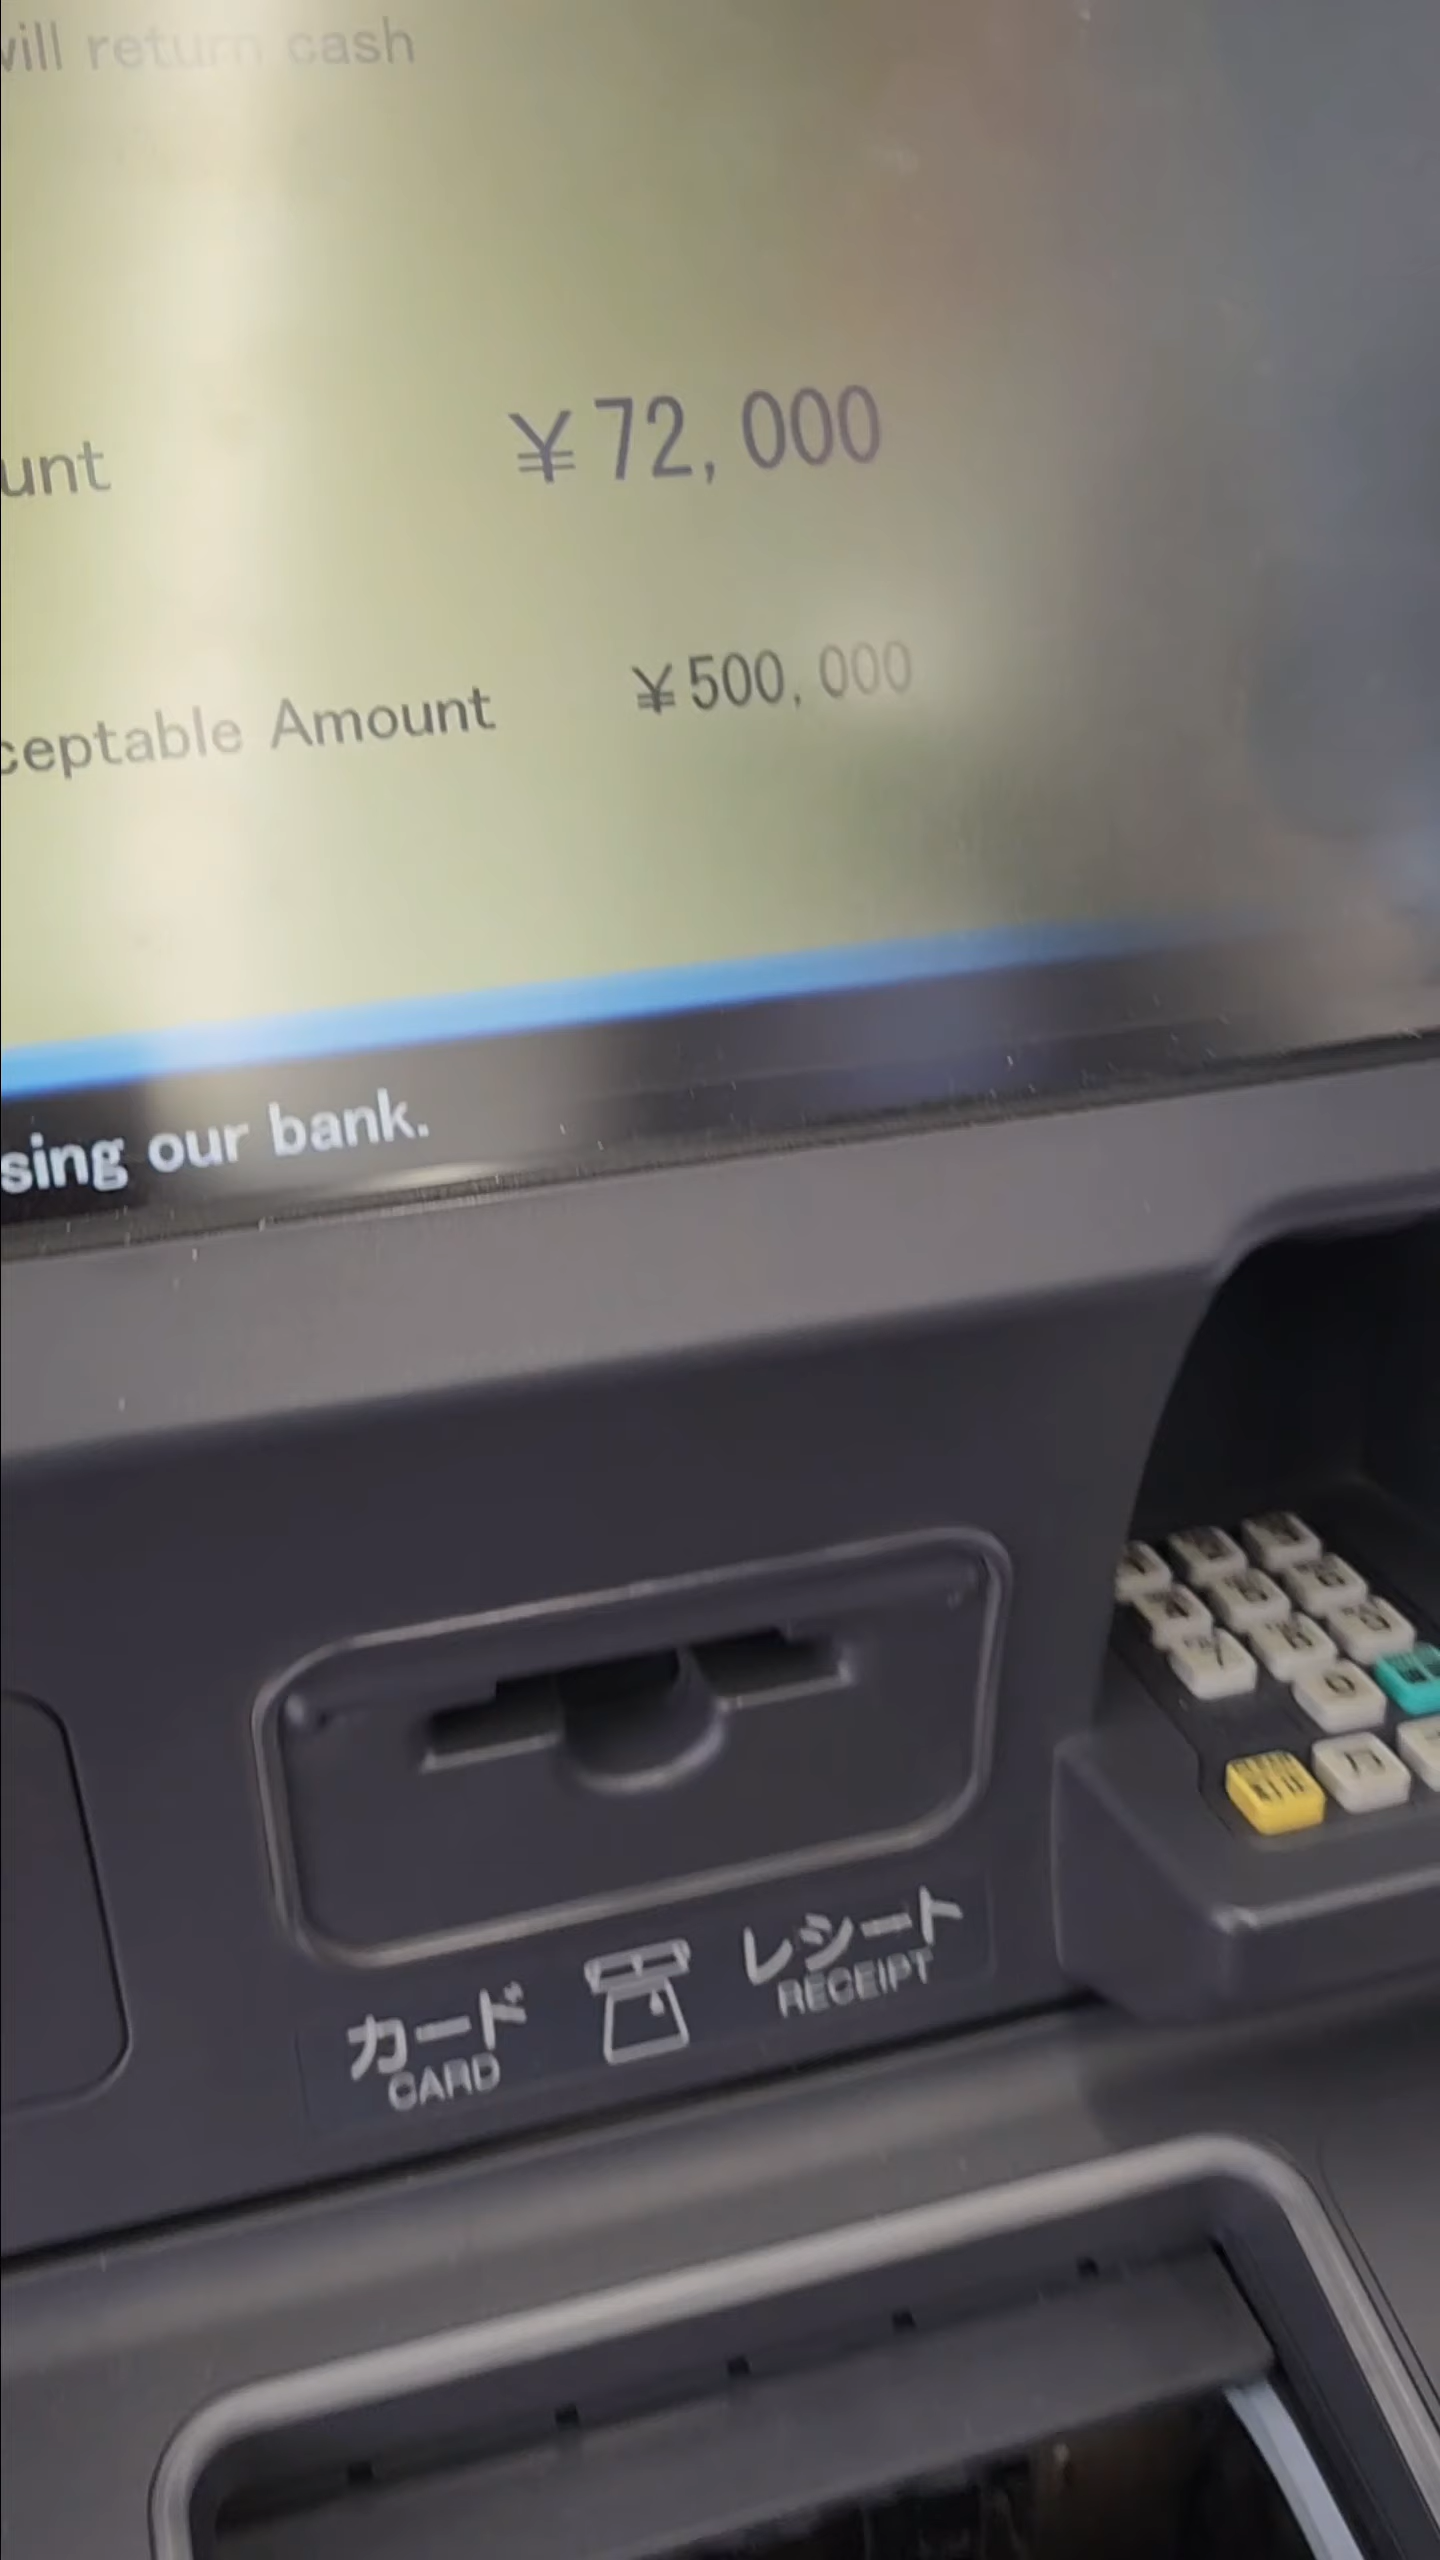 will return cash
unt ¥72,000
ceptable Amount ¥500,000
sing our bank.
カード
CARD
レシート
RECEIPT